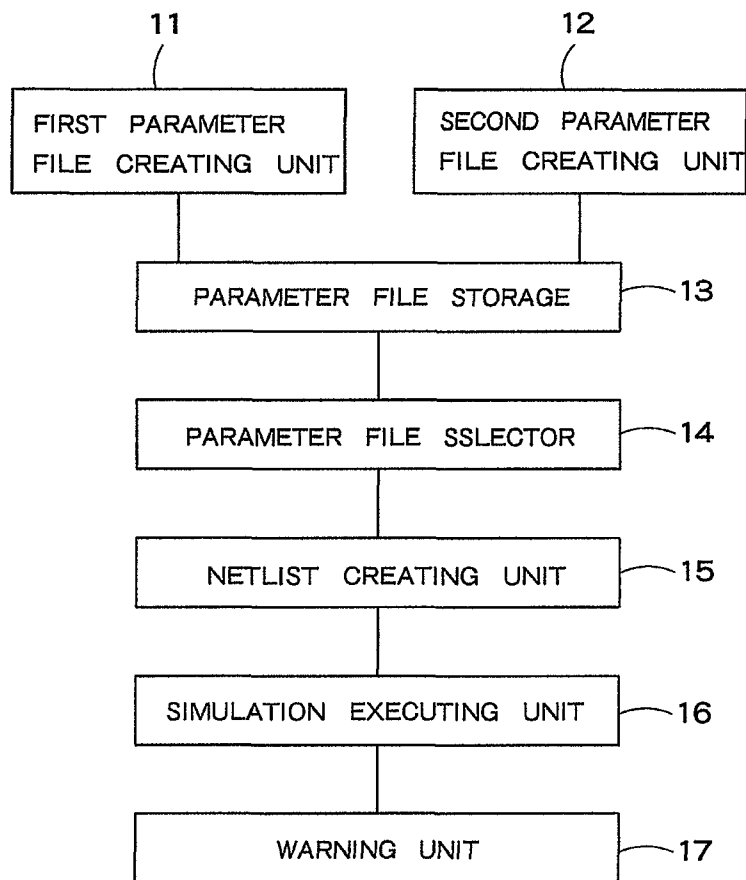 11
12
FIRST PARAMETER
FILE CREATING UNIT
SECOND PARAMETER
FILE CREATING UNIT
PARAMETER FILE STORAGE
13
PARAMETER FILE SSLECTOR
14
NETLIST CREATING UNIT
15
SIMULATION EXECUTING UNIT
16
WARNING UNIT
17